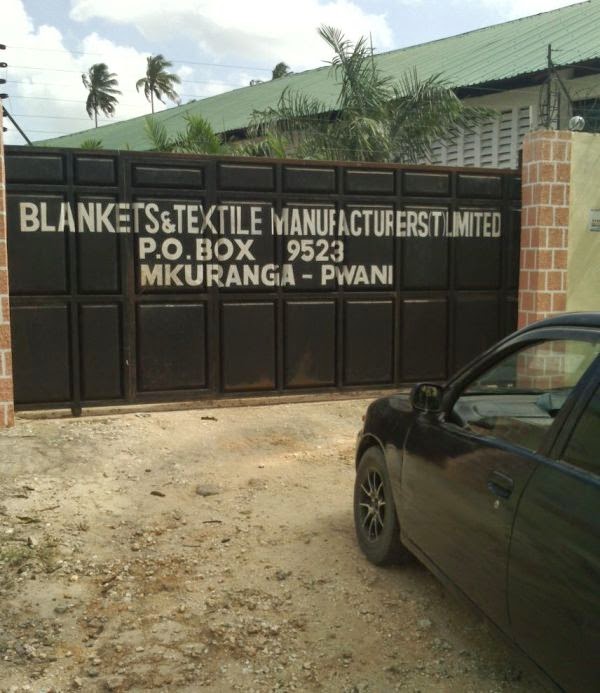 BLANKETS&TEXTILE MANUFACTURERS(T)LIMITED
P.O. BOX 9523
MKURANGA - PWANI